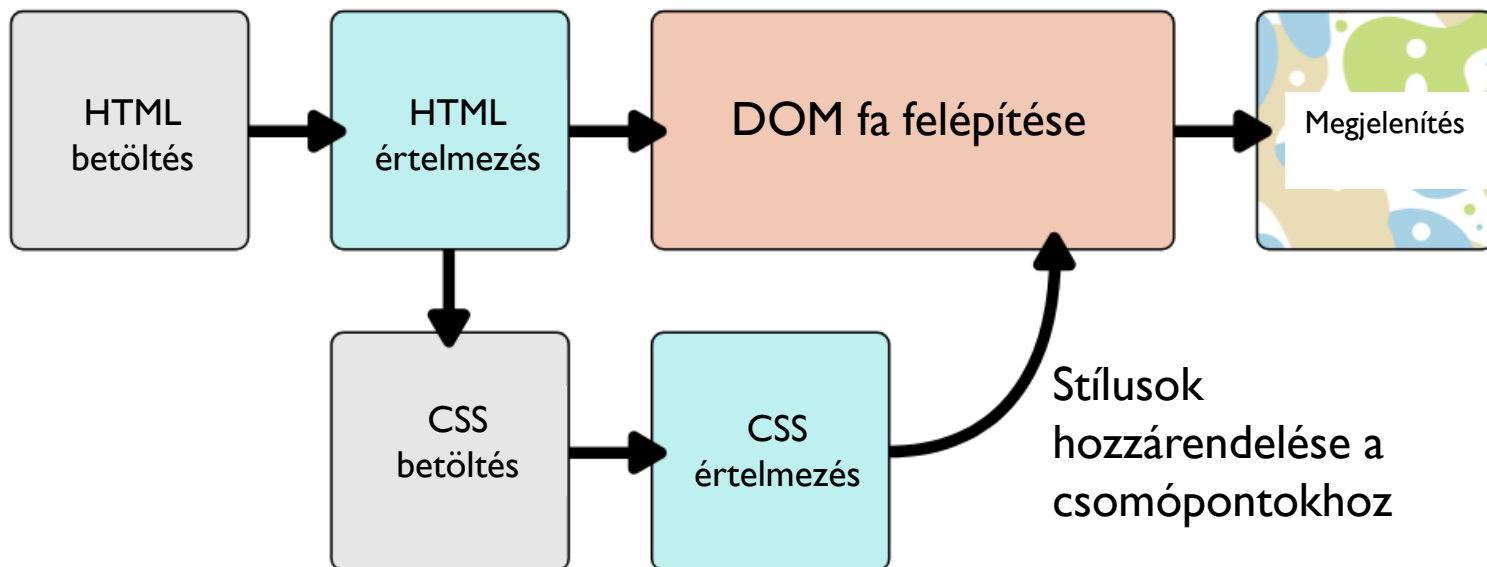 HTML
betöltés
HTML
értelmezés
DOM fa felépítése
Megjelenítés
CSS
betöltés
CSS
értelmezés
Stílusok
hozzárendelése a
csomópontokhoz